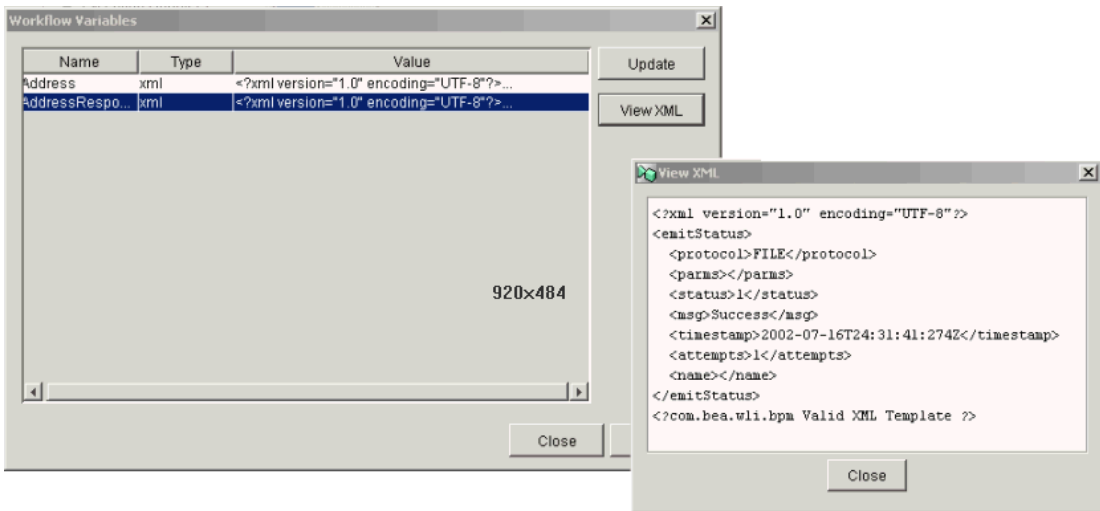 Workflow Variables
Name Type Value
Address xml <?xml version="1.0" encoding="UTF-8"?>...
AddressRespo... xml <?xml version="1.0" encoding="UTF-8"?>...
Update
View XML
920×484
Close
View XML
<?xml version="1.0" encoding="UTF-8"?>
<emitStatus>
<protocol>FILE</protocol>
<parms></parms>
<status>1</status>
<msg>Success</msg>
<timestamp>2002-07-16T24:31:41:274Z</timestamp>
<attempts>1</attempts>
<name></name>
</emitStatus>
<?com.bea.wli.bpm Valid XML Template ?>
Close